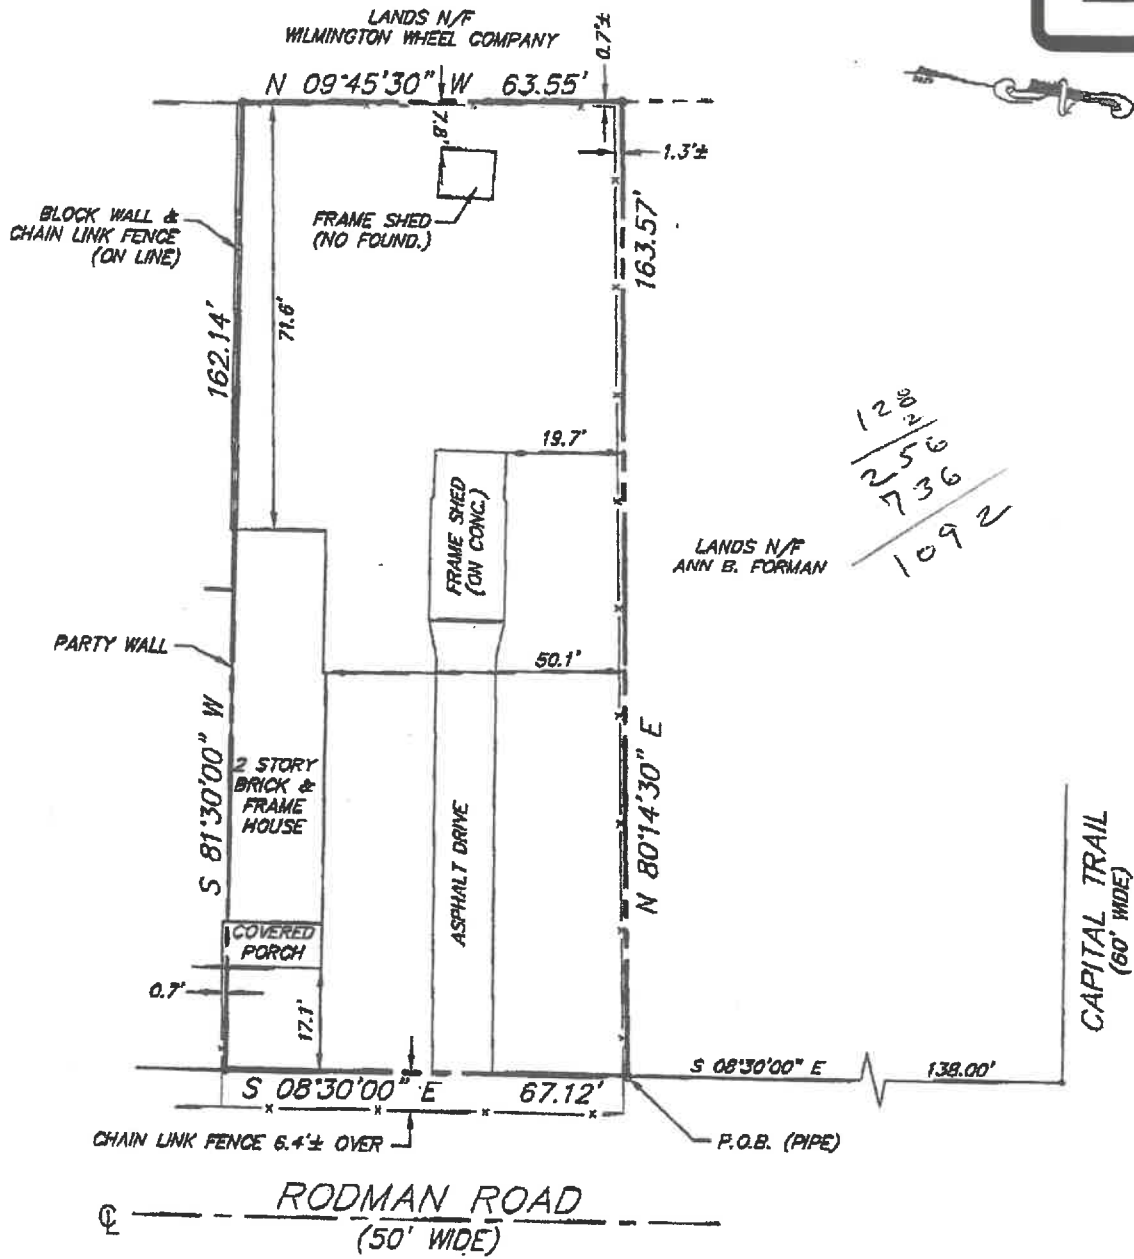 LANDS N/F
WILMINGTON WHEEL COMPANY
0.7'±
N 09°45'30" W 63.55'
7.8'
1.3'±
BLOCK WALL &
CHAIN LINK FENCE
(ON LINE)
FRAME SHED
(NO FOUND.)
163.57'
162.14'
71.6'
128
2
256
736
1092
19.7'
FRAME SHED
(ON CONC.)
LANDS N/F
ANN B. FORMAN
PARTY WALL
50.1'
S 81°30'00" W
2 STORY
BRICK &
FRAME
HOUSE
ASPHALT DRIVE
N 80°14'30" E
CAPITAL TRAIL
(60' WIDE)
COVERED
PORCH
0.7'
17.1'
S 08°30'00" E 67.12'
S 08°30'00" E 138.00'
CHAIN LINK FENCE 6.4'± OVER
P.O.B. (PIPE)
RODMAN ROAD
(50' WIDE)